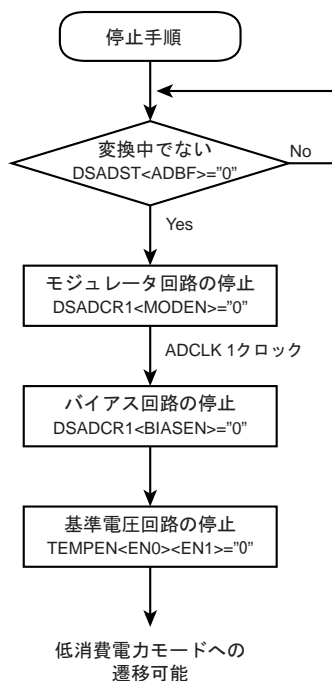 停止手順
変換中でない
DSADST<ADBF>="0"
No
Yes
モジュレータ回路の停止
DSADCR1<MODEN>="0"
ADCLK 1クロック
バイアス回路の停止
DSADCR1<BIASEN>="0"
基準電圧回路の停止
TEMPEN<EN0><EN1>="0"
低消費電力モードへの
遷移可能